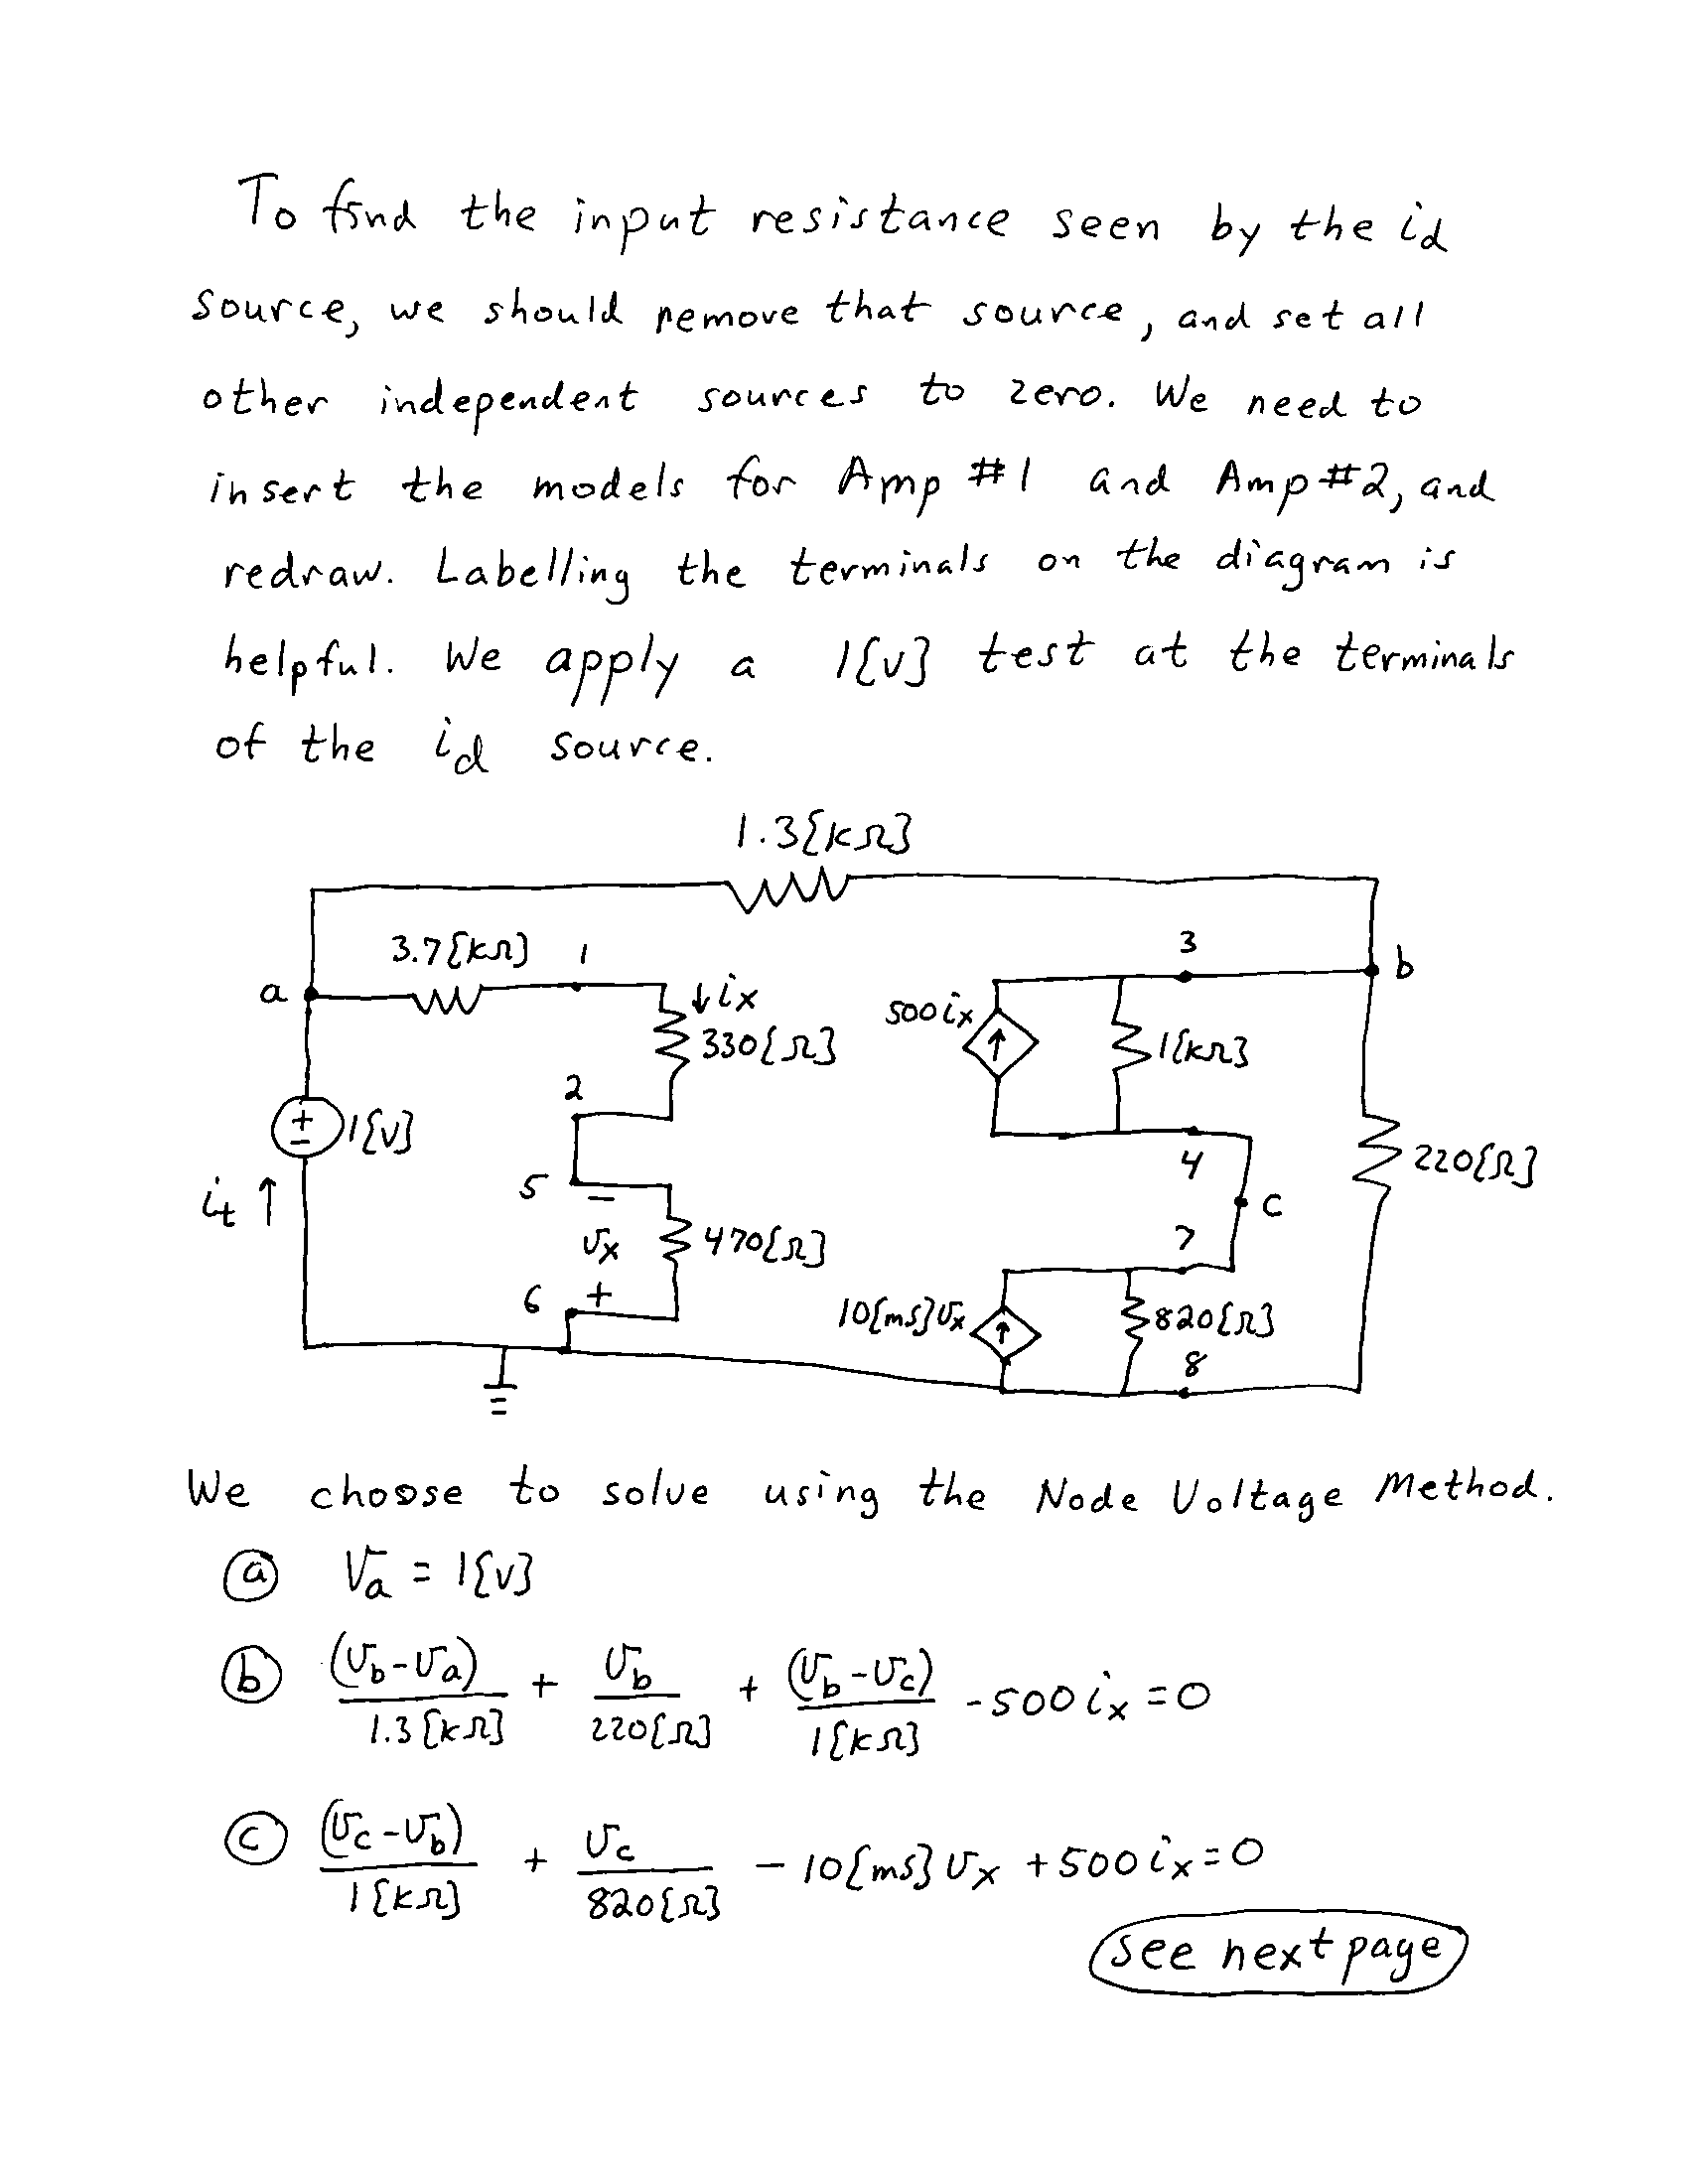 To find the input resistance seen by the id
source, we should remove that source, and set all
other independent sources to zero. We need to
insert the models for Amp #1 and Amp #2, and
redraw. Labelling the terminals on the diagram is
helpful. We apply a 1[V] test at the terminals
of the id source.
1.3[kΩ]
3.7[kΩ] 1 3
a b
↓ix 500ix
330[Ω] 1[kΩ]
2
+ - 1[V] 4 220[Ω]
it ↑ 5 - c
vx 470[Ω] 7
6 + 10[mS]vx 820[Ω]
8
We choose to solve using the Node Voltage Method.
ⓐ Va = 1[V]
ⓑ (vb-va)/1.3[kΩ] + vb/220[Ω] + (vb-vc)/1[kΩ] -500ix=0
ⓒ (vc-vb)/1[kΩ] + vc/820[Ω] - 10[mS]vx +500ix=0
see next page